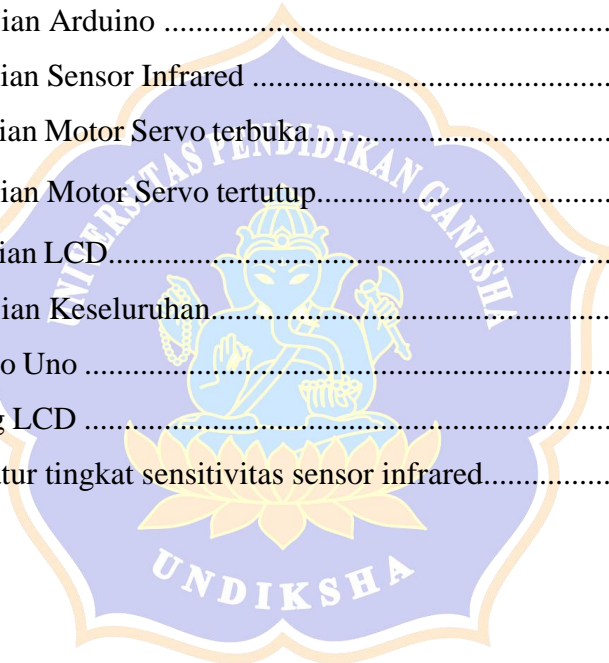 ian Arduino ....................................................................
ian Sensor Infrared .......................................................
ian Motor Servo terbuka..............................................
ian Motor Servo tertutup.............................................
ian LCD..........................................................................
ian Keseluruhan............................................................
o Uno ..............................................................................
g LCD ..............................................................................
tur tingkat sensitivitas sensor infrared...................
UNIVERSITAS PENDIDIKAN GANESHA
UNDIKSHA